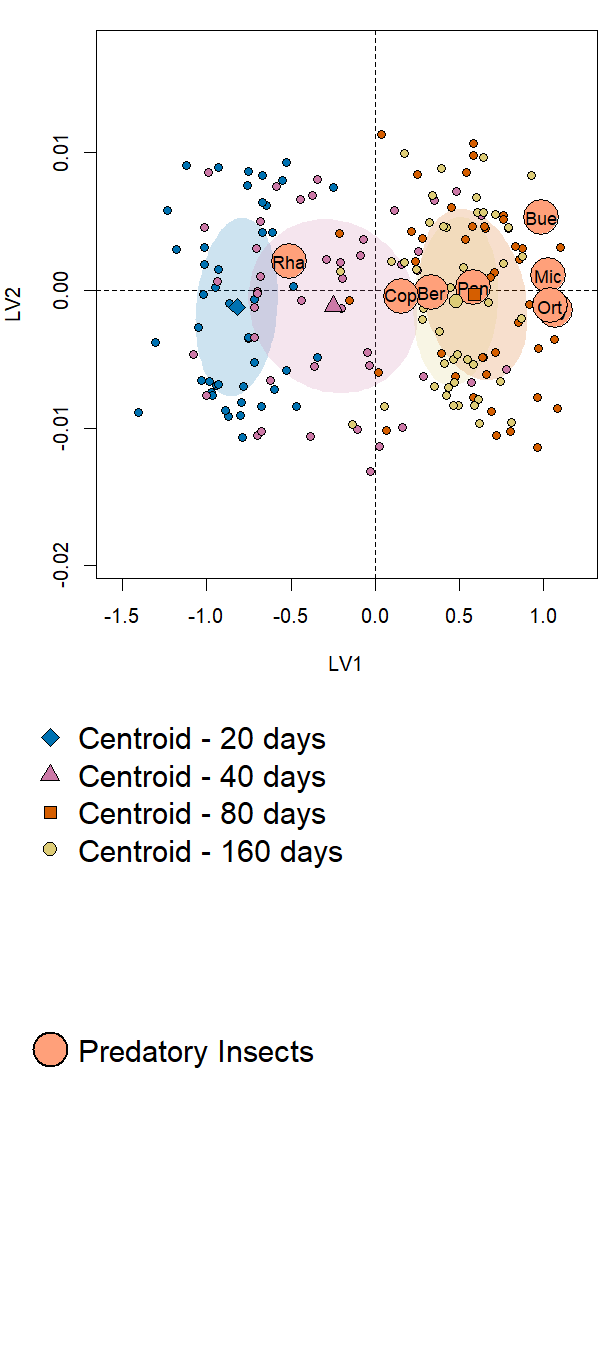 0.01
0.00
-0.01
-0.02
LV2
Bue
Rha
Mic
Pan
Cop
Ber
Ort
-1.5
-1.0
-0.5
0.0
0.5
1.0
LV1
Centroid - 20 days
Centroid - 40 days
Centroid - 80 days
Centroid - 160 days
Predatory Insects